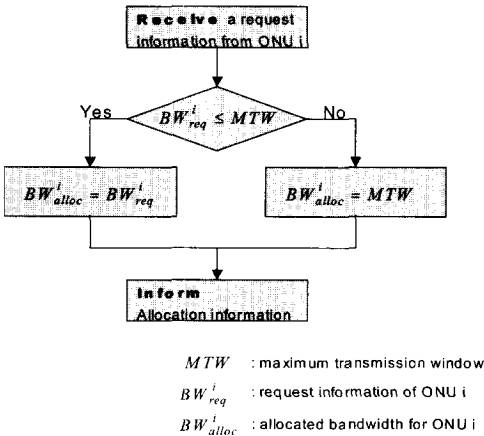 Receive a request
information from ONU i
Yes
BW^i_req ≤ MTW
No
BW^i_alloc = BW^i_req
BW^i_alloc = MTW
Inform
Allocation information
MTW : maximum transmission window
BW^i_req : request information of ONU i
BW^i_alloc : allocated bandwidth for ONU i